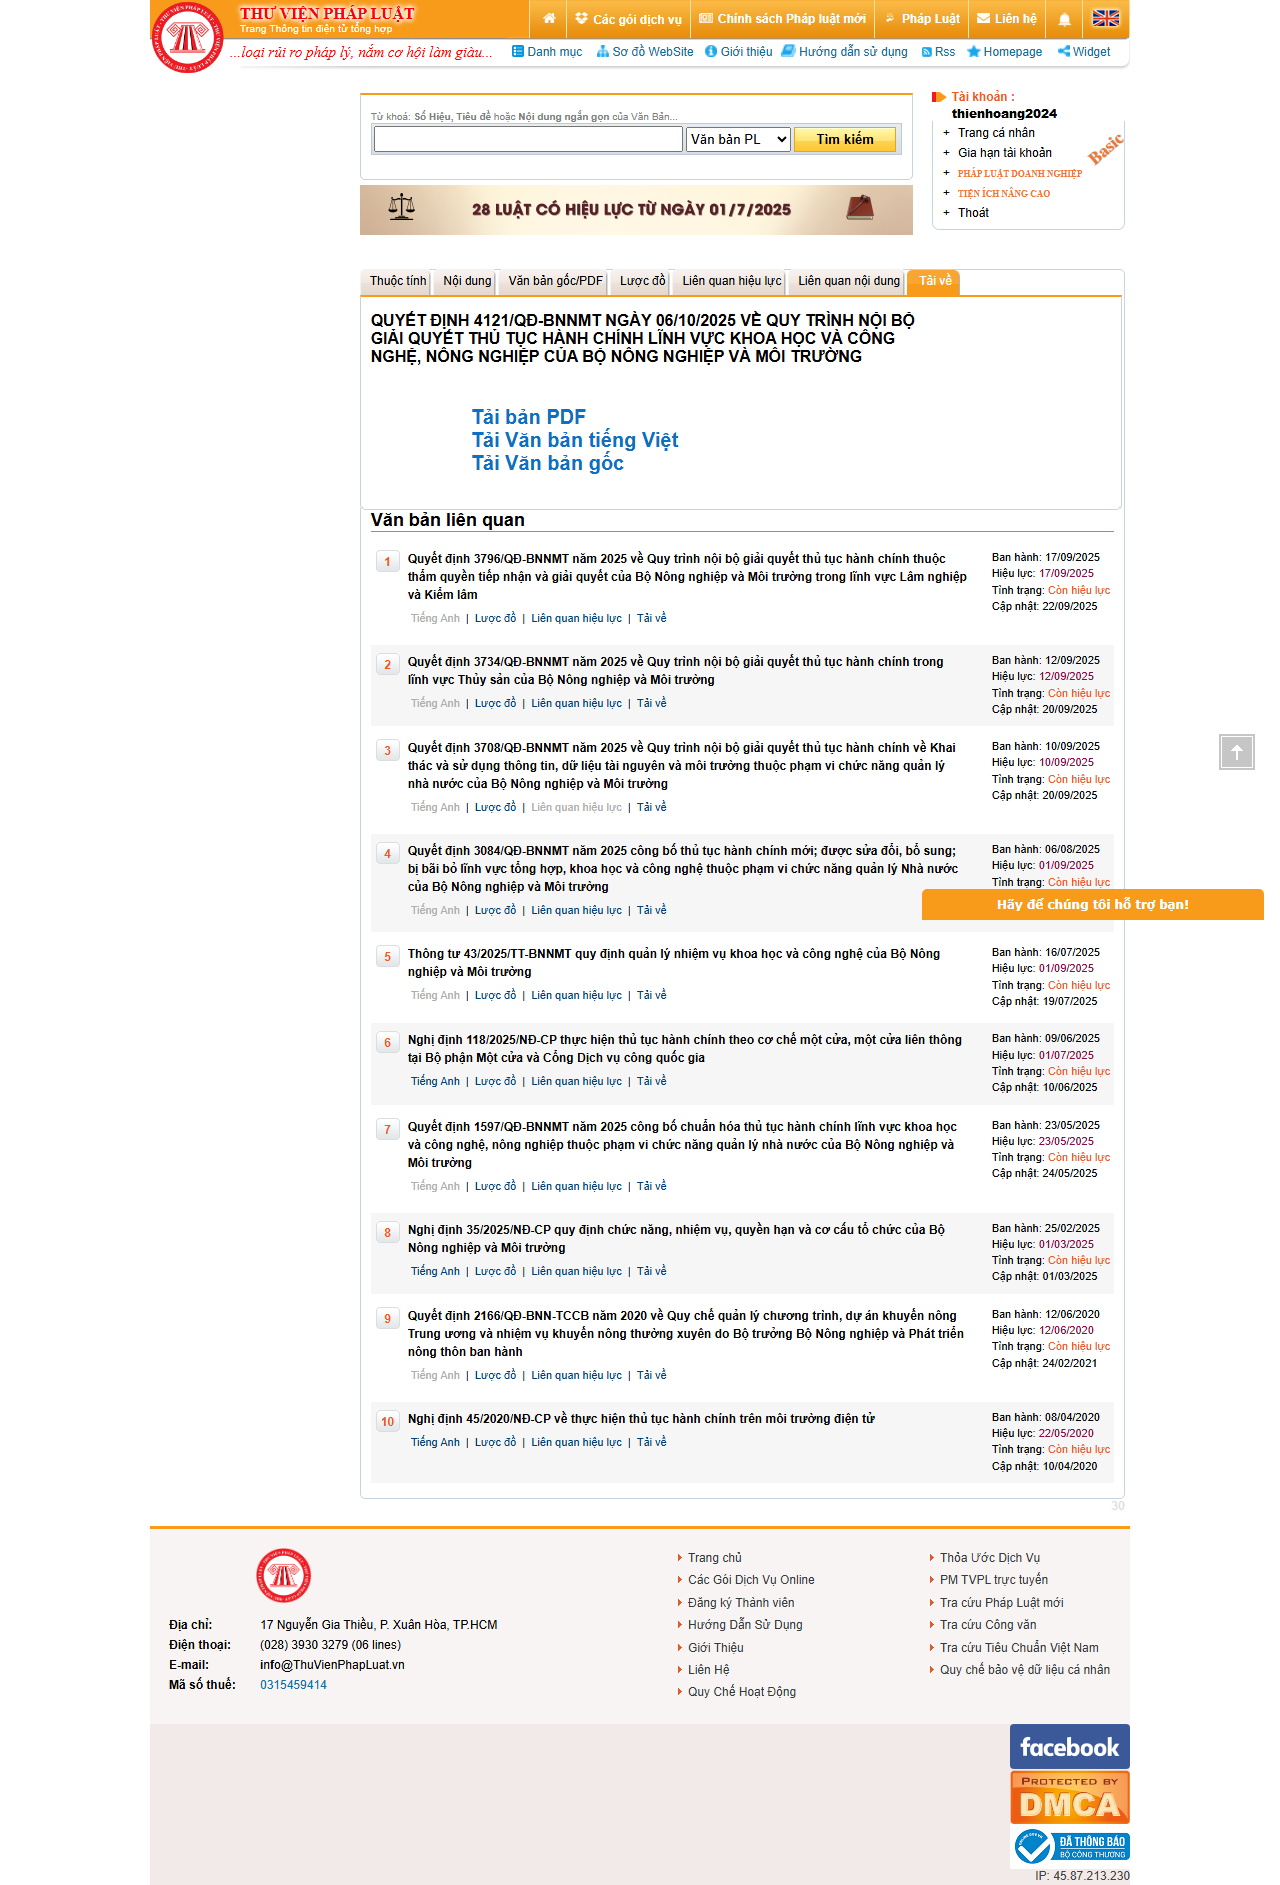 THƯ VIỆN PHÁP LUẬT
Trang Thông tin điện tử tổng hợp
Các gói dịch vụ
Chính sách Pháp luật mới
Pháp Luật
Liên hệ
...loại rủi ro pháp lý, nắm cơ hội làm giàu...
Danh mục
Sơ đồ WebSite
Giới thiệu
Hướng dẫn sử dụng
Rss
Homepage
Widget
Từ khoá: Số Hiệu, Tiêu đề hoặc Nội dung ngắn gọn của Văn Bản...
Văn bản PL
Tìm kiếm
28 LUẬT CÓ HIỆU LỰC TỪ NGÀY 01/7/2025
Tài khoản :
thienhoang2024
+ Trang cá nhân
+ Gia hạn tài khoản
+ PHÁP LUẬT DOANH NGHIỆP
+ TIỆN ÍCH NÂNG CAO
+ Thoát
Basic
Thuộc tính
Nội dung
Văn bản gốc/PDF
Lược đồ
Liên quan hiệu lực
Liên quan nội dung
Tải về
QUYẾT ĐỊNH 4121/QĐ-BNNMT NGÀY 06/10/2025 VỀ QUY TRÌNH NỘI BỘ
GIẢI QUYẾT THỦ TỤC HÀNH CHÍNH LĨNH VỰC KHOA HỌC VÀ CÔNG
NGHỆ, NÔNG NGHIỆP CỦA BỘ NÔNG NGHIỆP VÀ MÔI TRƯỜNG
Tải bản PDF
Tải Văn bản tiếng Việt
Tải Văn bản gốc
Văn bản liên quan
1
Quyết định 3796/QĐ-BNNMT năm 2025 về Quy trình nội bộ giải quyết thủ tục hành chính thuộc
thẩm quyền tiếp nhận và giải quyết của Bộ Nông nghiệp và Môi trường trong lĩnh vực Lâm nghiệp
và Kiểm lâm
Tiếng Anh | Lược đồ | Liên quan hiệu lực | Tải về
Ban hành: 17/09/2025
Hiệu lực: 17/09/2025
Tình trạng: Còn hiệu lực
Cập nhật: 22/09/2025
2
Quyết định 3734/QĐ-BNNMT năm 2025 về Quy trình nội bộ giải quyết thủ tục hành chính trong
lĩnh vực Thủy sản của Bộ Nông nghiệp và Môi trường
Tiếng Anh | Lược đồ | Liên quan hiệu lực | Tải về
Ban hành: 12/09/2025
Hiệu lực: 12/09/2025
Tình trạng: Còn hiệu lực
Cập nhật: 20/09/2025
3
Quyết định 3708/QĐ-BNNMT năm 2025 về Quy trình nội bộ giải quyết thủ tục hành chính về Khai
thác và sử dụng thông tin, dữ liệu tài nguyên và môi trường thuộc phạm vi chức năng quản lý
nhà nước của Bộ Nông nghiệp và Môi trường
Tiếng Anh | Lược đồ | Liên quan hiệu lực | Tải về
Ban hành: 10/09/2025
Hiệu lực: 10/09/2025
Tình trạng: Còn hiệu lực
Cập nhật: 20/09/2025
4
Quyết định 3084/QĐ-BNNMT năm 2025 công bố thủ tục hành chính mới; được sửa đổi, bổ sung;
bị bãi bỏ lĩnh vực tổng hợp, khoa học và công nghệ thuộc phạm vi chức năng quản lý Nhà nước
của Bộ Nông nghiệp và Môi trường
Tiếng Anh | Lược đồ | Liên quan hiệu lực | Tải về
Ban hành: 06/08/2025
Hiệu lực: 01/09/2025
Tình trạng: Còn hiệu lực
Hãy để chúng tôi hỗ trợ bạn!
5
Thông tư 43/2025/TT-BNNMT quy định quản lý nhiệm vụ khoa học và công nghệ của Bộ Nông
nghiệp và Môi trường
Tiếng Anh | Lược đồ | Liên quan hiệu lực | Tải về
Ban hành: 16/07/2025
Hiệu lực: 01/09/2025
Tình trạng: Còn hiệu lực
Cập nhật: 19/07/2025
6
Nghị định 118/2025/NĐ-CP thực hiện thủ tục hành chính theo cơ chế một cửa, một cửa liên thông
tại Bộ phận Một cửa và Cổng Dịch vụ công quốc gia
Tiếng Anh | Lược đồ | Liên quan hiệu lực | Tải về
Ban hành: 09/06/2025
Hiệu lực: 01/07/2025
Tình trạng: Còn hiệu lực
Cập nhật: 10/06/2025
7
Quyết định 1597/QĐ-BNNMT năm 2025 công bố chuẩn hóa thủ tục hành chính lĩnh vực khoa học
và công nghệ, nông nghiệp thuộc phạm vi chức năng quản lý nhà nước của Bộ Nông nghiệp và
Môi trường
Tiếng Anh | Lược đồ | Liên quan hiệu lực | Tải về
Ban hành: 23/05/2025
Hiệu lực: 23/05/2025
Tình trạng: Còn hiệu lực
Cập nhật: 24/05/2025
8
Nghị định 35/2025/NĐ-CP quy định chức năng, nhiệm vụ, quyền hạn và cơ cấu tổ chức của Bộ
Nông nghiệp và Môi trường
Tiếng Anh | Lược đồ | Liên quan hiệu lực | Tải về
Ban hành: 25/02/2025
Hiệu lực: 01/03/2025
Tình trạng: Còn hiệu lực
Cập nhật: 01/03/2025
9
Quyết định 2166/QĐ-BNN-TCCB năm 2020 về Quy chế quản lý chương trình, dự án khuyến nông
Trung ương và nhiệm vụ khuyến nông thường xuyên do Bộ trưởng Bộ Nông nghiệp và Phát triển
nông thôn ban hành
Tiếng Anh | Lược đồ | Liên quan hiệu lực | Tải về
Ban hành: 12/06/2020
Hiệu lực: 12/06/2020
Tình trạng: Còn hiệu lực
Cập nhật: 24/02/2021
10
Nghị định 45/2020/NĐ-CP về thực hiện thủ tục hành chính trên môi trường điện tử
Tiếng Anh | Lược đồ | Liên quan hiệu lực | Tải về
Ban hành: 08/04/2020
Hiệu lực: 22/05/2020
Tình trạng: Còn hiệu lực
Cập nhật: 10/04/2020
30
Địa chỉ: 17 Nguyễn Gia Thiều, P. Xuân Hòa, TP.HCM
Điện thoại: (028) 3930 3279 (06 lines)
E-mail: info@ThuVienPhapLuat.vn
Mã số thuế: 0315459414
Trang chủ
Các Gói Dịch Vụ Online
Đăng ký Thành viên
Hướng Dẫn Sử Dụng
Giới Thiệu
Liên Hệ
Quy Chế Hoạt Động
Thỏa Ước Dịch Vụ
PM TVPL trực tuyến
Tra cứu Pháp Luật mới
Tra cứu Công văn
Tra cứu Tiêu Chuẩn Việt Nam
Quy chế bảo vệ dữ liệu cá nhân
facebook
PROTECTED BY
DMCA
ĐÃ THÔNG BÁO
BỘ CÔNG THƯƠNG
IP: 45.87.213.230